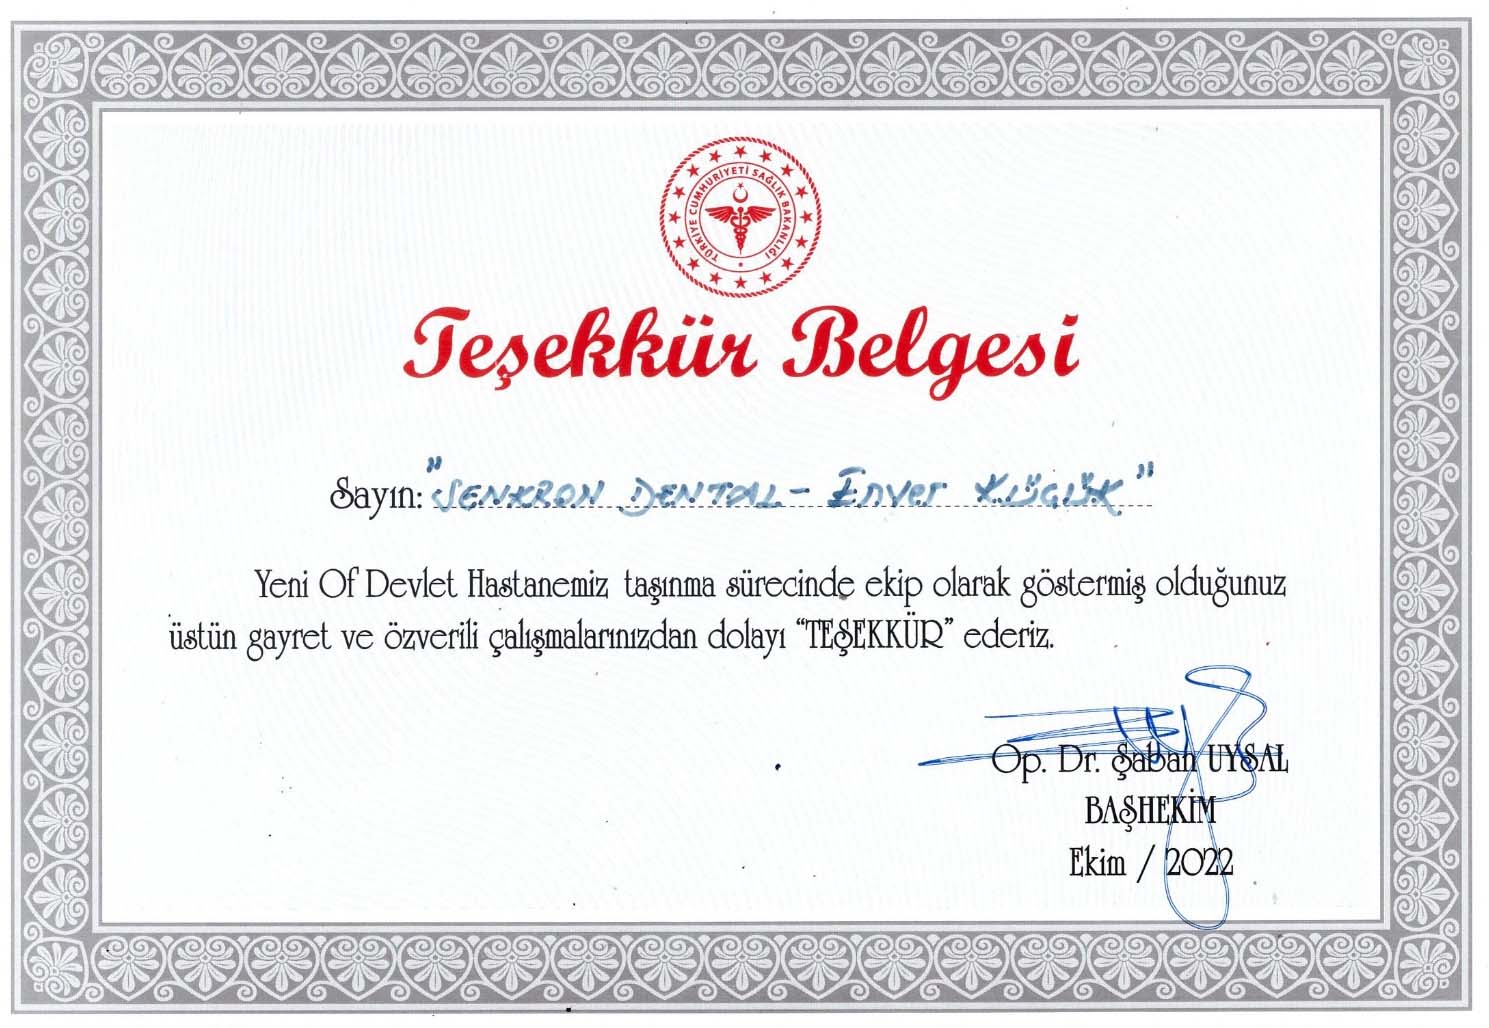 TÜRKİYE CUMHURİYETİ SAĞLIK BAKANLIĞI
Teşekkür Belgesi
Sayın: "SENKRON DENTAL - Enver KÜÇÜK"
Yeni Of Devlet Hastanemiz taşınma sürecinde ekip olarak göstermiş olduğunuz
üstün gayret ve özverili çalışmalarınızdan dolayı “TEŞEKKÜR” ederiz.
Op. Dr. Şaban UYSAL
BAŞHEKİM
Ekim / 2022